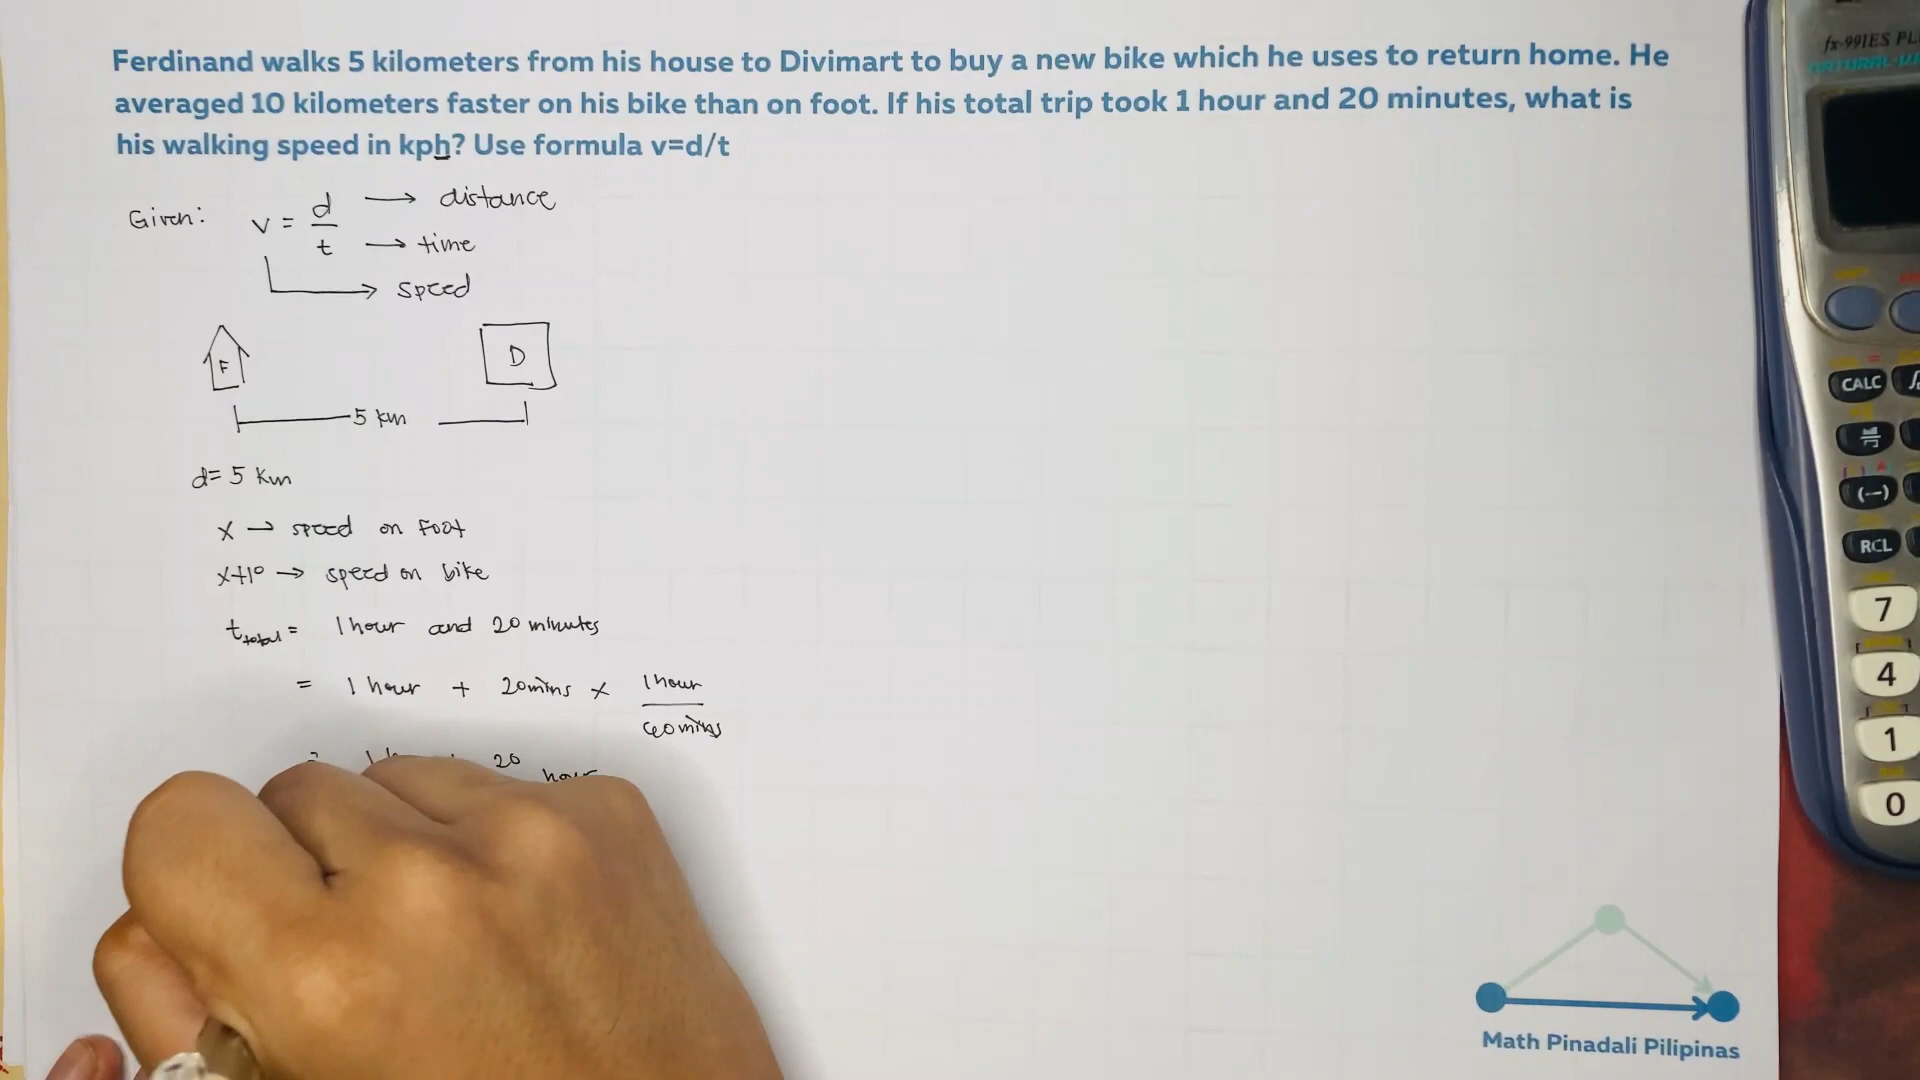 Ferdinand walks 5 kilometers from his house to Divimart to buy a new bike which he uses to return home. He
averaged 10 kilometers faster on his bike than on foot. If his total trip took 1 hour and 20 minutes, what is
his walking speed in kph? Use formula v=d/t
Given: v = d/t → distance
→ time
→ speed
F
D
5 km
d= 5 km
x → speed on foot
x+10 → speed on bike
t total = 1 hour and 20 minutes
= 1 hour + 20mins x 1hour/60mins
20
fx-991ES
CALC
(−)
RCL
7
4
1
0
Math Pinadali Pilipinas